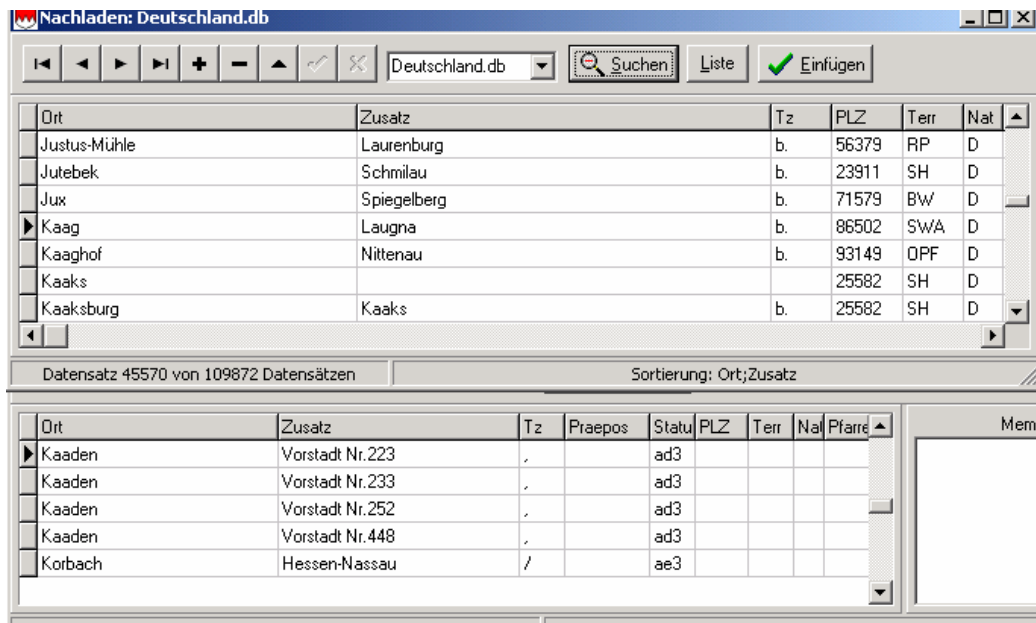 Nachladen: Deutschland.db
Deutschland.db Suchen Liste Einfügen
Ort Zusatz Tz PLZ Terr Nat
Justus-Mühle Laurenburg b. 56379 RP D
Jutebek Schmilau b. 23911 SH D
Jux Spiegelberg b. 71579 BW D
Kaag Laugna b. 86502 SWA D
Kaaghof Nittenau b. 93149 OPF D
Kaaks 25582 SH D
Kaaksburg Kaaks b. 25582 SH D
Datensatz 45570 von 109872 Datensätzen Sortierung: Ort;Zusatz
Ort Zusatz Tz Praepos Statu PLZ Terr Nat Pfarre Mem
Kaaden Vorstadt Nr.223 , ad3
Kaaden Vorstadt Nr.233 , ad3
Kaaden Vorstadt Nr.252 , ad3
Kaaden Vorstadt Nr.448 , ad3
Korbach Hessen-Nassau / ae3